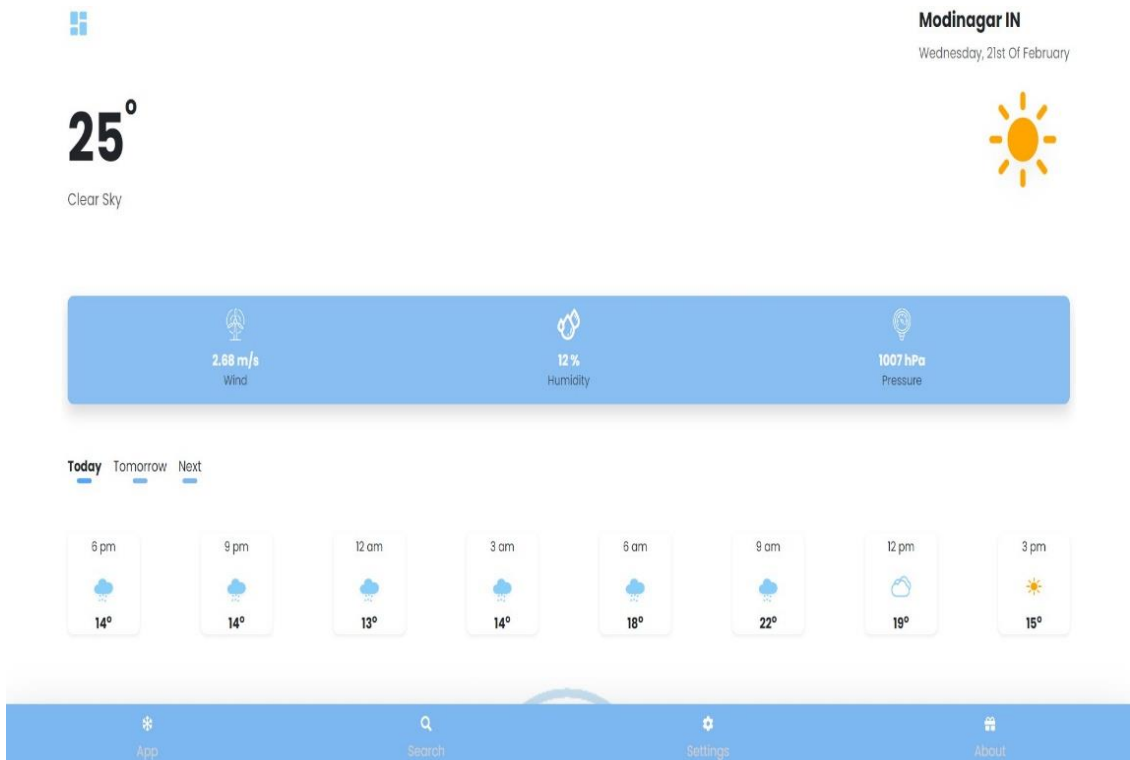 Modinagar IN
Wednesday, 21st Of February
25°
Clear Sky
2.68 m/s
Wind
12 %
Humidity
1007 hPa
Pressure
Today Tomorrow Next
6 pm 9 pm 12 am 3 am 6 am 9 am 12 pm 3 pm
14° 14° 13° 14° 18° 22° 19° 15°
App Search Settings About